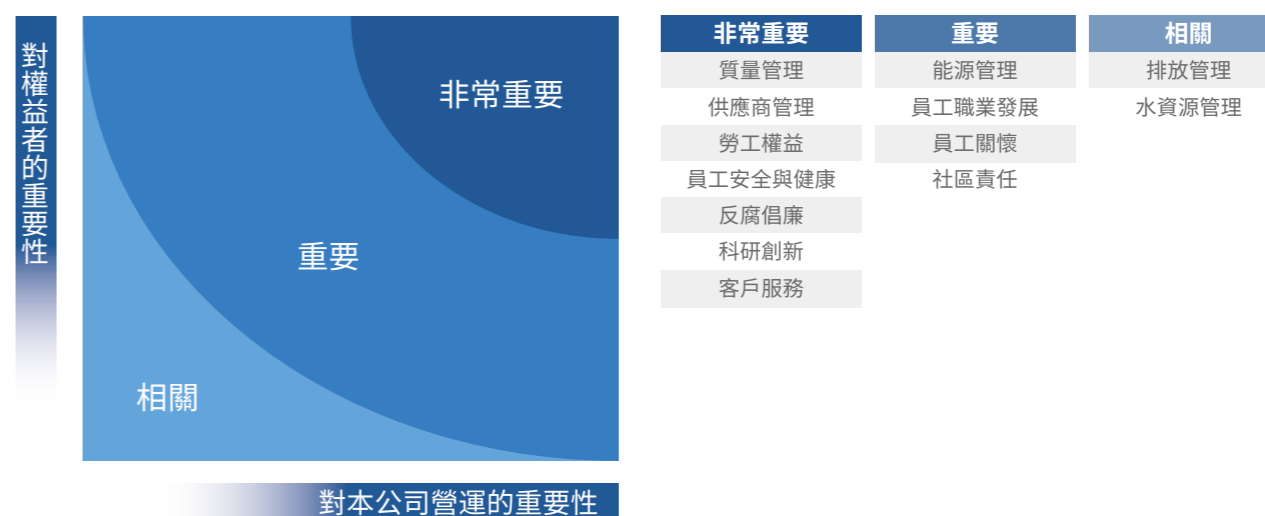 對權益者的重要性
非常重要
重要
相關
對本公司營運的重要性
非常重要 重要 相關
質量管理 能源管理 排放管理
供應商管理 員工職業發展 水資源管理
勞工權益 員工關懷
員工安全與健康 社區責任
反腐倡廉
科研創新
客戶服務